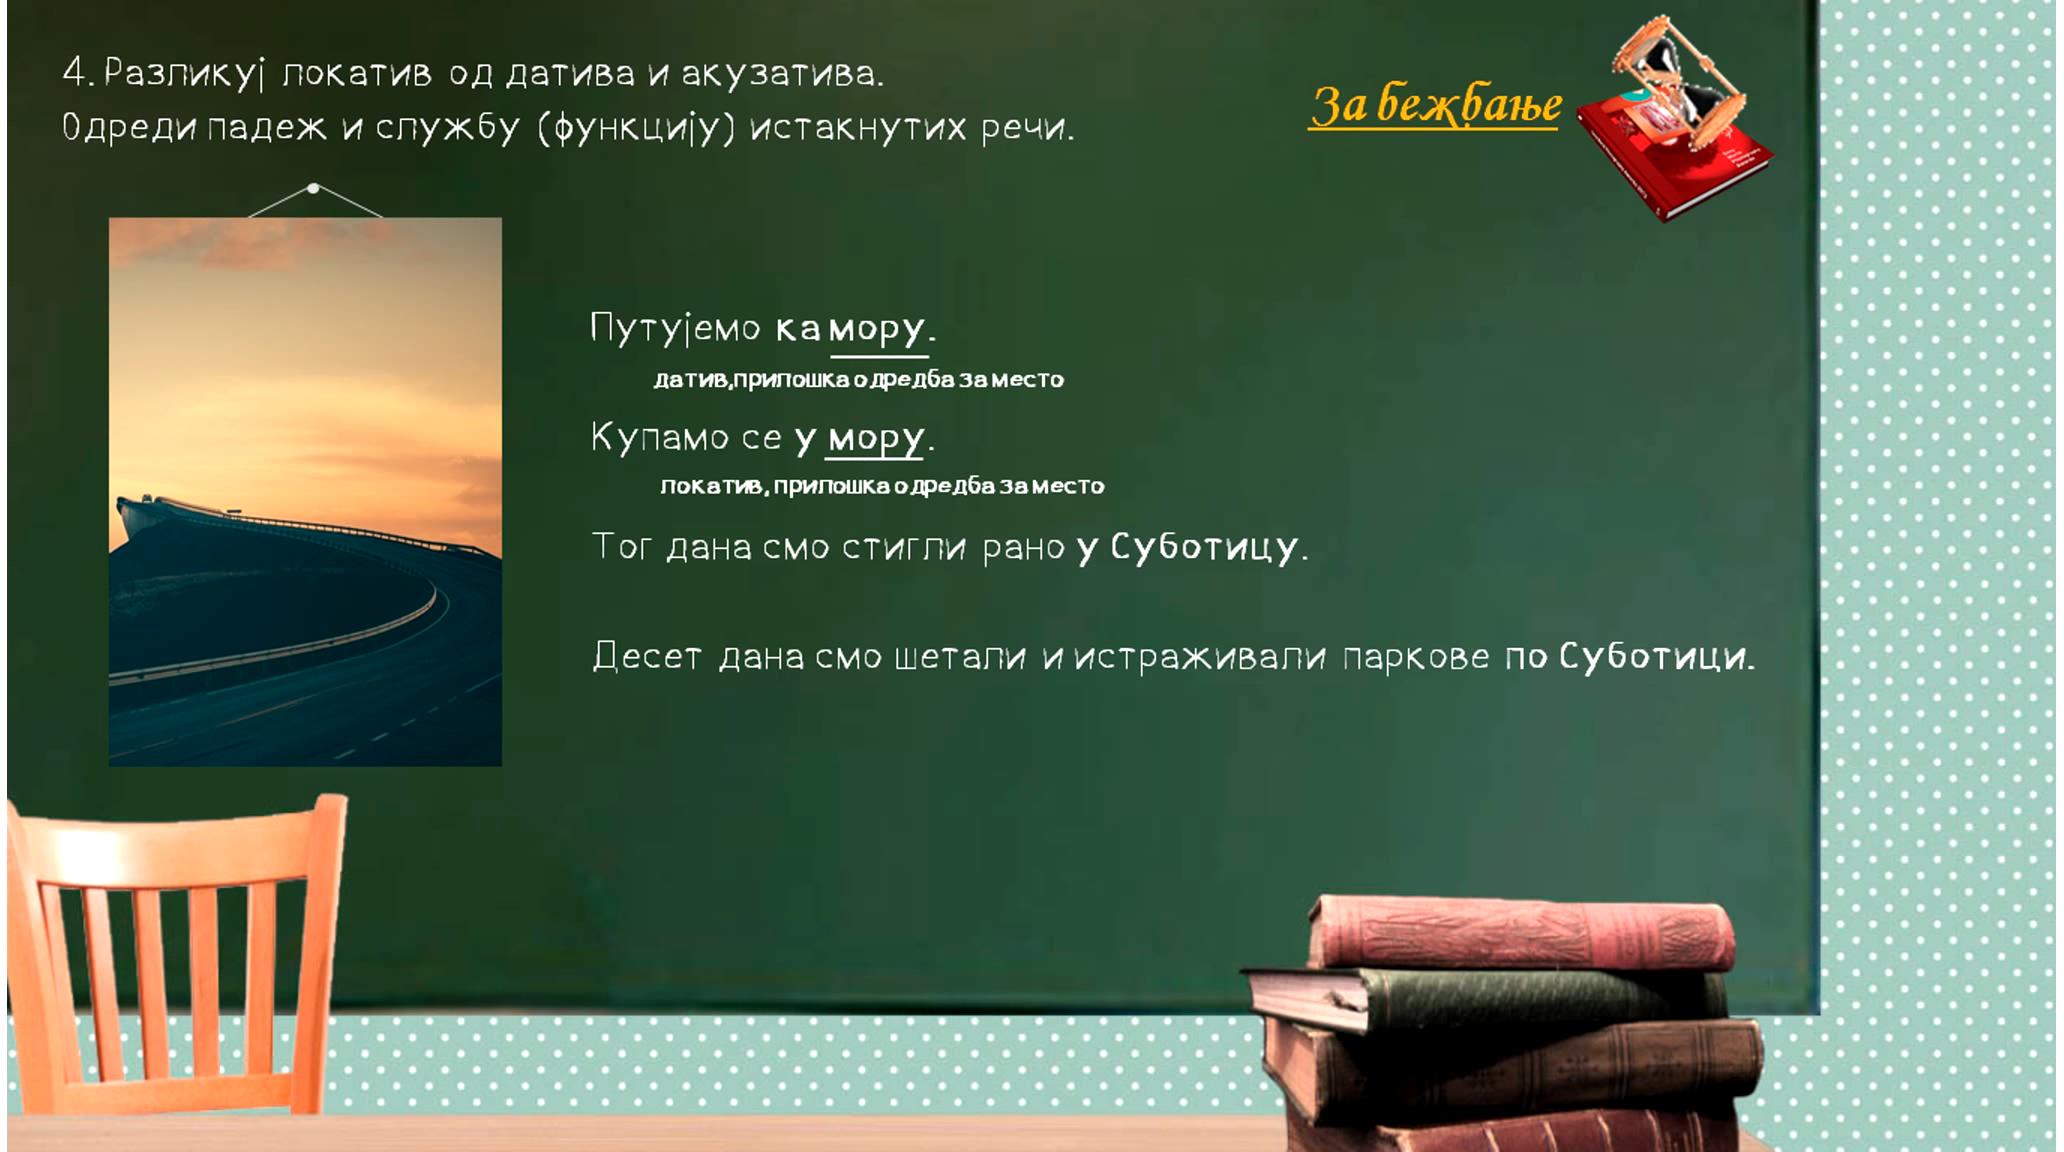 4. Разликуј локатив од датива и акузатива.
Одреди падеж и службу (функцију) истакнутих речи.
За бежбање
Путујемо ка мору.
датив,прилошка одредба за место
Купамо се у мору.
локатив, прилошка одредба за место
Тог дана смо стигли рано у Суботицу.
Десет дана смо шетали и истраживали паркове по Суботици.